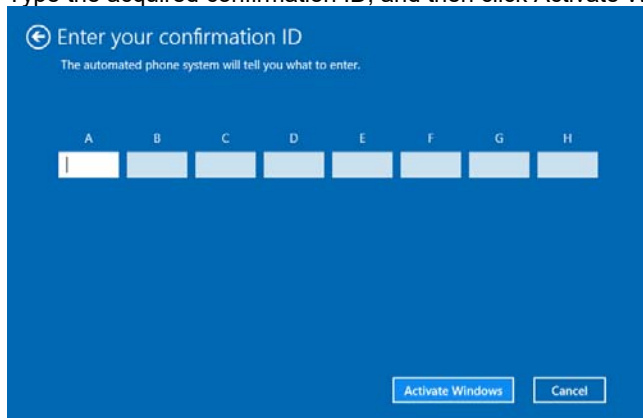 Type the acquired confirmation ID, and then click Activate
Enter your confirmation ID
The automated phone system will tell you what to enter.
A B C D E F G H
Activate Windows Cancel